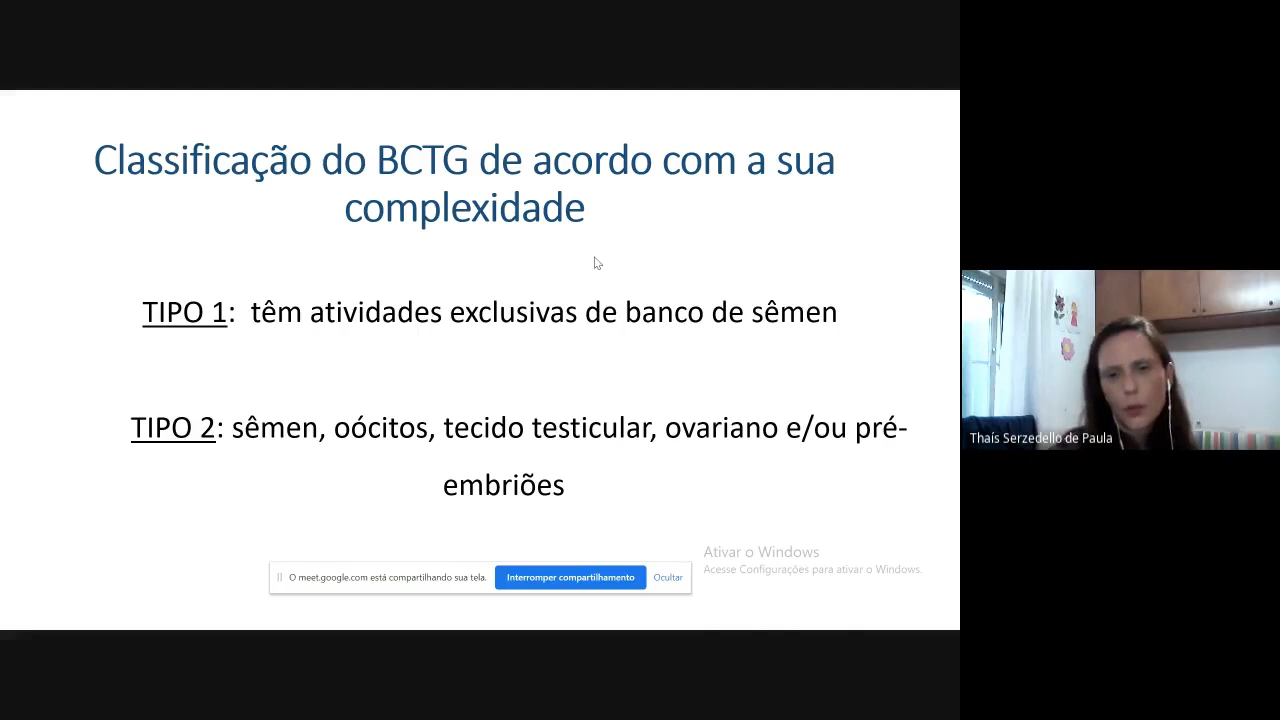 Classificação do BCTG de acordo com a sua
complexidade
TIPO 1:  têm atividades exclusivas de banco de sêmen
TIPO 2: sêmen, oócitos, tecido testicular, ovariano e/ou pré-
embriões
Ativar o Windows
Acesse Configurações para ativar o Windows.
O meet.google.com está compartilhando sua tela. Interromper compartilhamento Ocultar
Thaís Serzedello de Paula